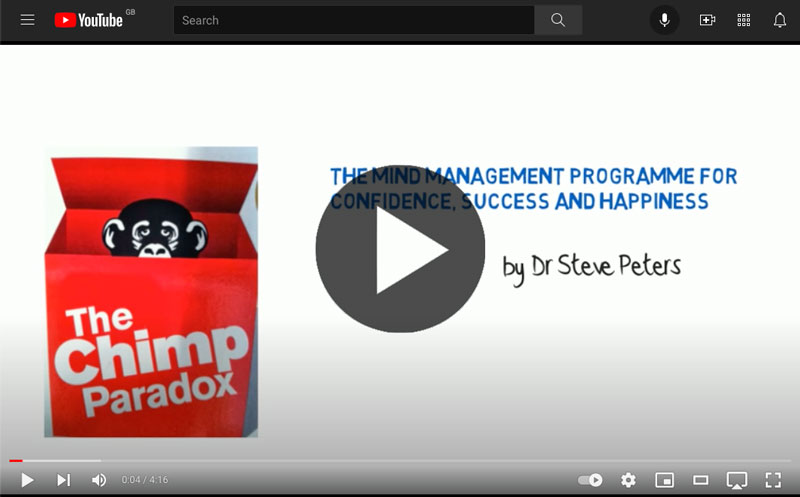 YouTube GB
Search
THE MIND MANAGEMENT PROGRAMME FOR
CONFIDENCE, SUCCESS AND HAPPINESS
by Dr Steve Peters
The
Chimp
Paradox
0:04 / 4:16